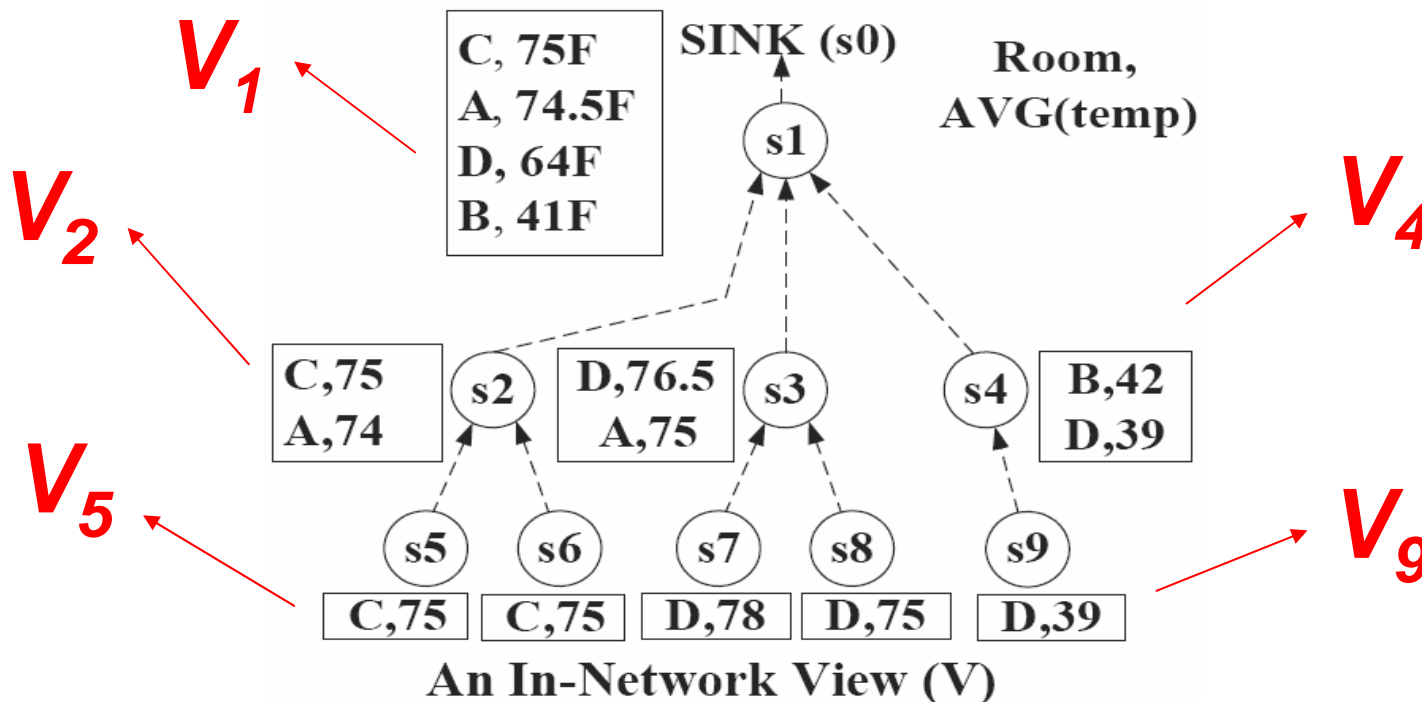 V1
C, 75F
A, 74.5F
D, 64F
B, 41F
SINK (s0)
Room,
AVG(temp)
s1
V2
V4
C,75
A,74
s2
D,76.5
A,75
s3
s4
B,42
D,39
V5
V9
s5
s6
s7
s8
s9
C,75
C,75
D,78
D,75
D,39
An In-Network View (V)